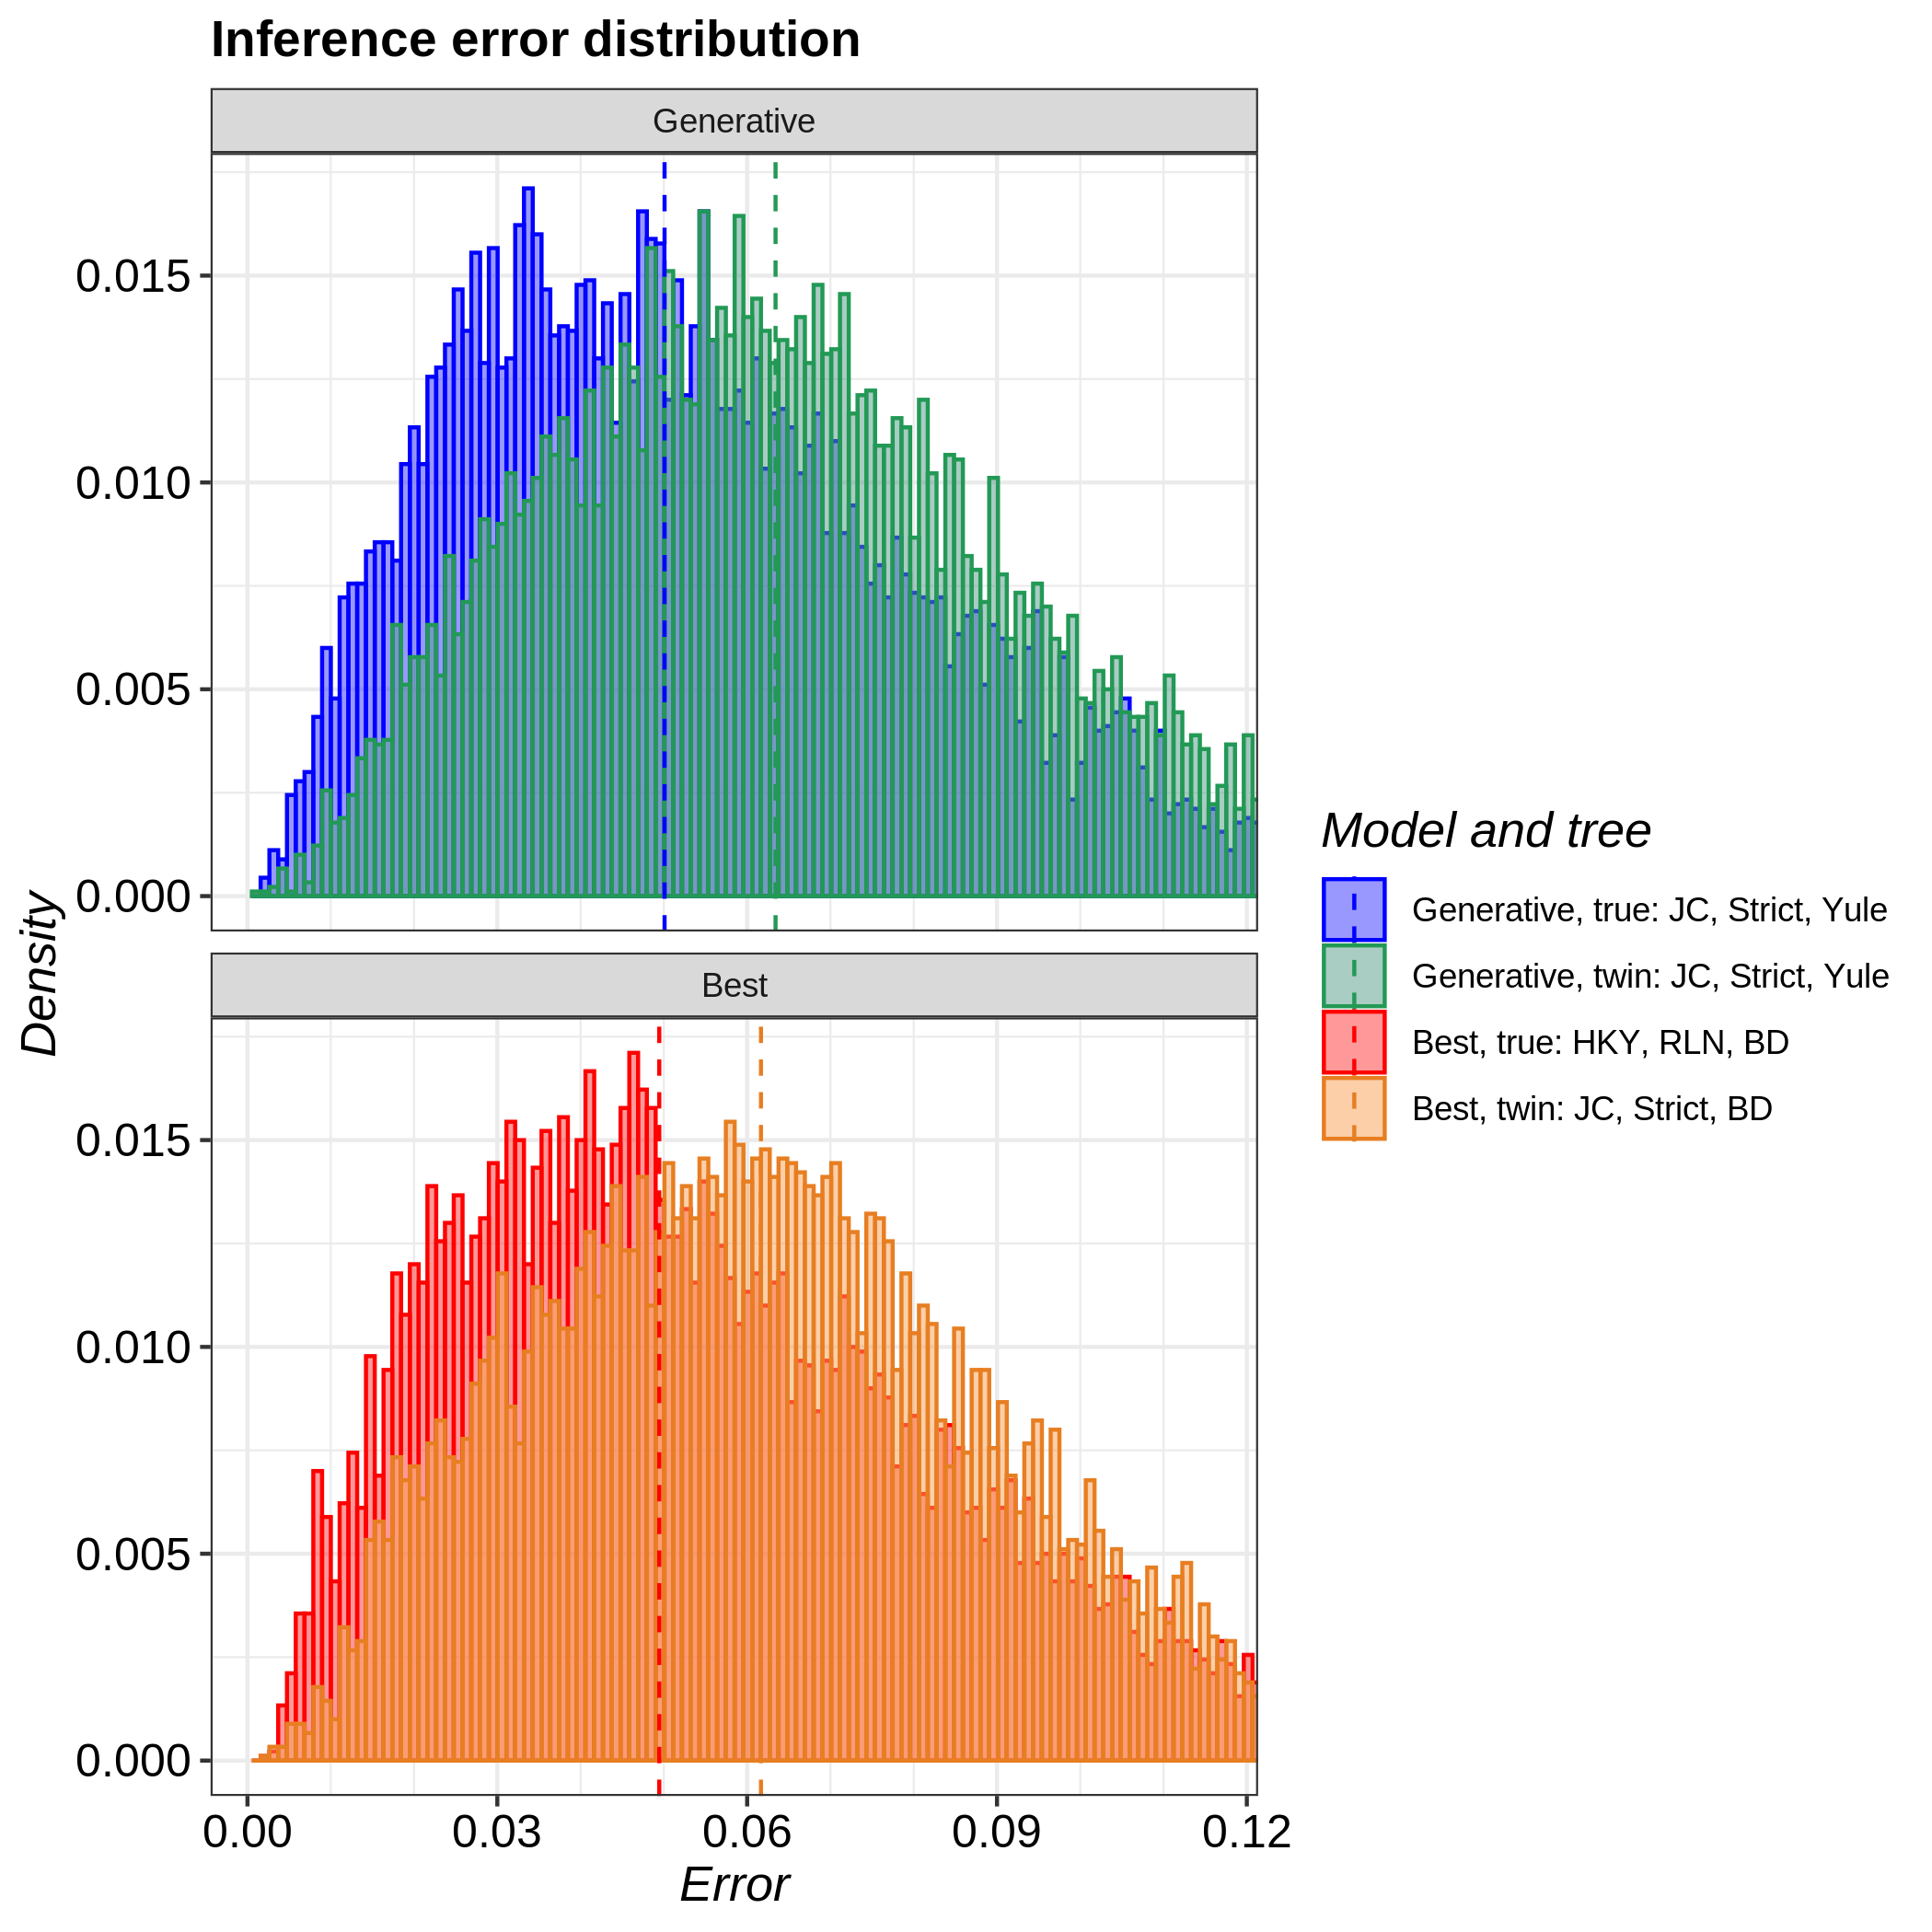 Inference error distribution
Generative
0.015
0.010
0.005
0.000
Best
0.015
0.010
0.005
0.000
0.00 0.03 0.06 0.09 0.12
Error
Density
Model and tree
Generative, true: JC, Strict, Yule
Generative, twin: JC, Strict, Yule
Best, true: HKY, RLN, BD
Best, twin: JC, Strict, BD